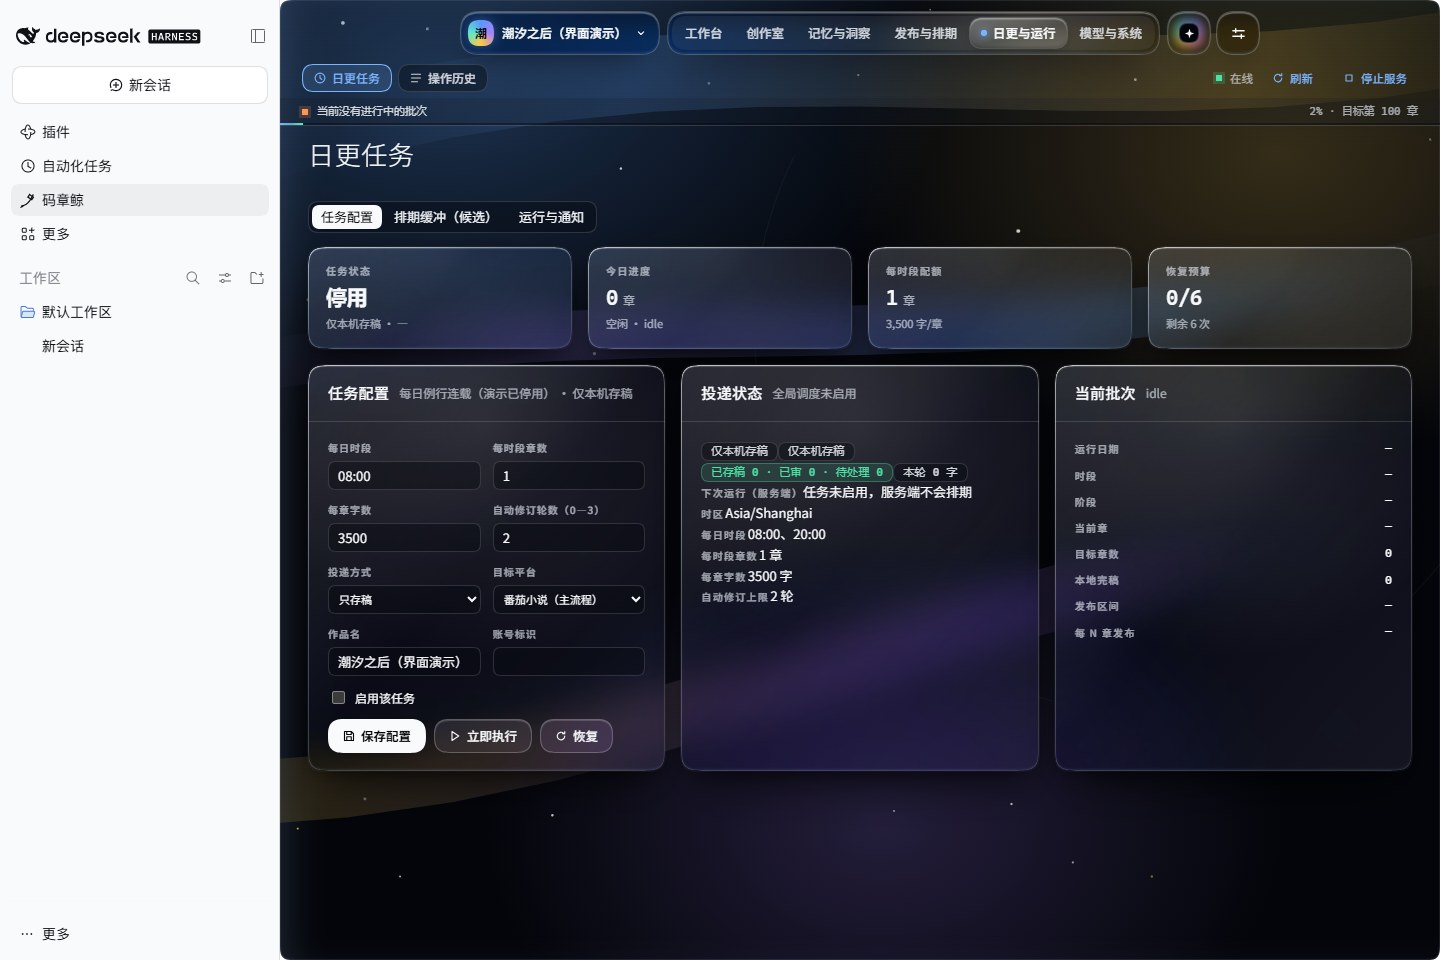 deepseek HARNESS
新会话
插件
自动化任务
码章鲸
更多
工作区
默认工作区
新会话
更多
潮 潮汐之后（界面演示）
工作台 创作室 记忆与洞察 发布与排期 日更与运行 模型与系统
日更任务 操作历史
在线 刷新 停止服务
当前没有进行中的批次
2% · 目标第 100 章
日更任务
任务配置 排期缓冲（候选） 运行与通知
任务状态
停用
仅本机存稿 • —
今日进度
0 章
空闲 • idle
每时段配额
1 章
3,500 字/章
恢复预算
0/6
剩余 6 次
任务配置 每日例行连载（演示已停用） • 仅本机存稿
每日时段 每时段章数
08:00 1
每章字数 自动修订轮数（0—3）
3500 2
投递方式 目标平台
只存稿 番茄小说（主流程）
作品名 账号标识
潮汐之后（界面演示）
启用该任务
保存配置 立即执行 恢复
投递状态 全局调度未启用
仅本机存稿 仅本机存稿
已存稿 0 · 已审 0 · 待处理 0 本轮 0 字
下次运行（服务端）任务未启用，服务端不会排期
时区 Asia/Shanghai
每日时段 08:00、20:00
每时段章数 1 章
每章字数 3500 字
自动修订上限 2 轮
当前批次 idle
运行日期 —
时段 —
阶段 —
当前章 —
目标章数 0
本地完稿 0
发布区间 —
每 N 章发布 —